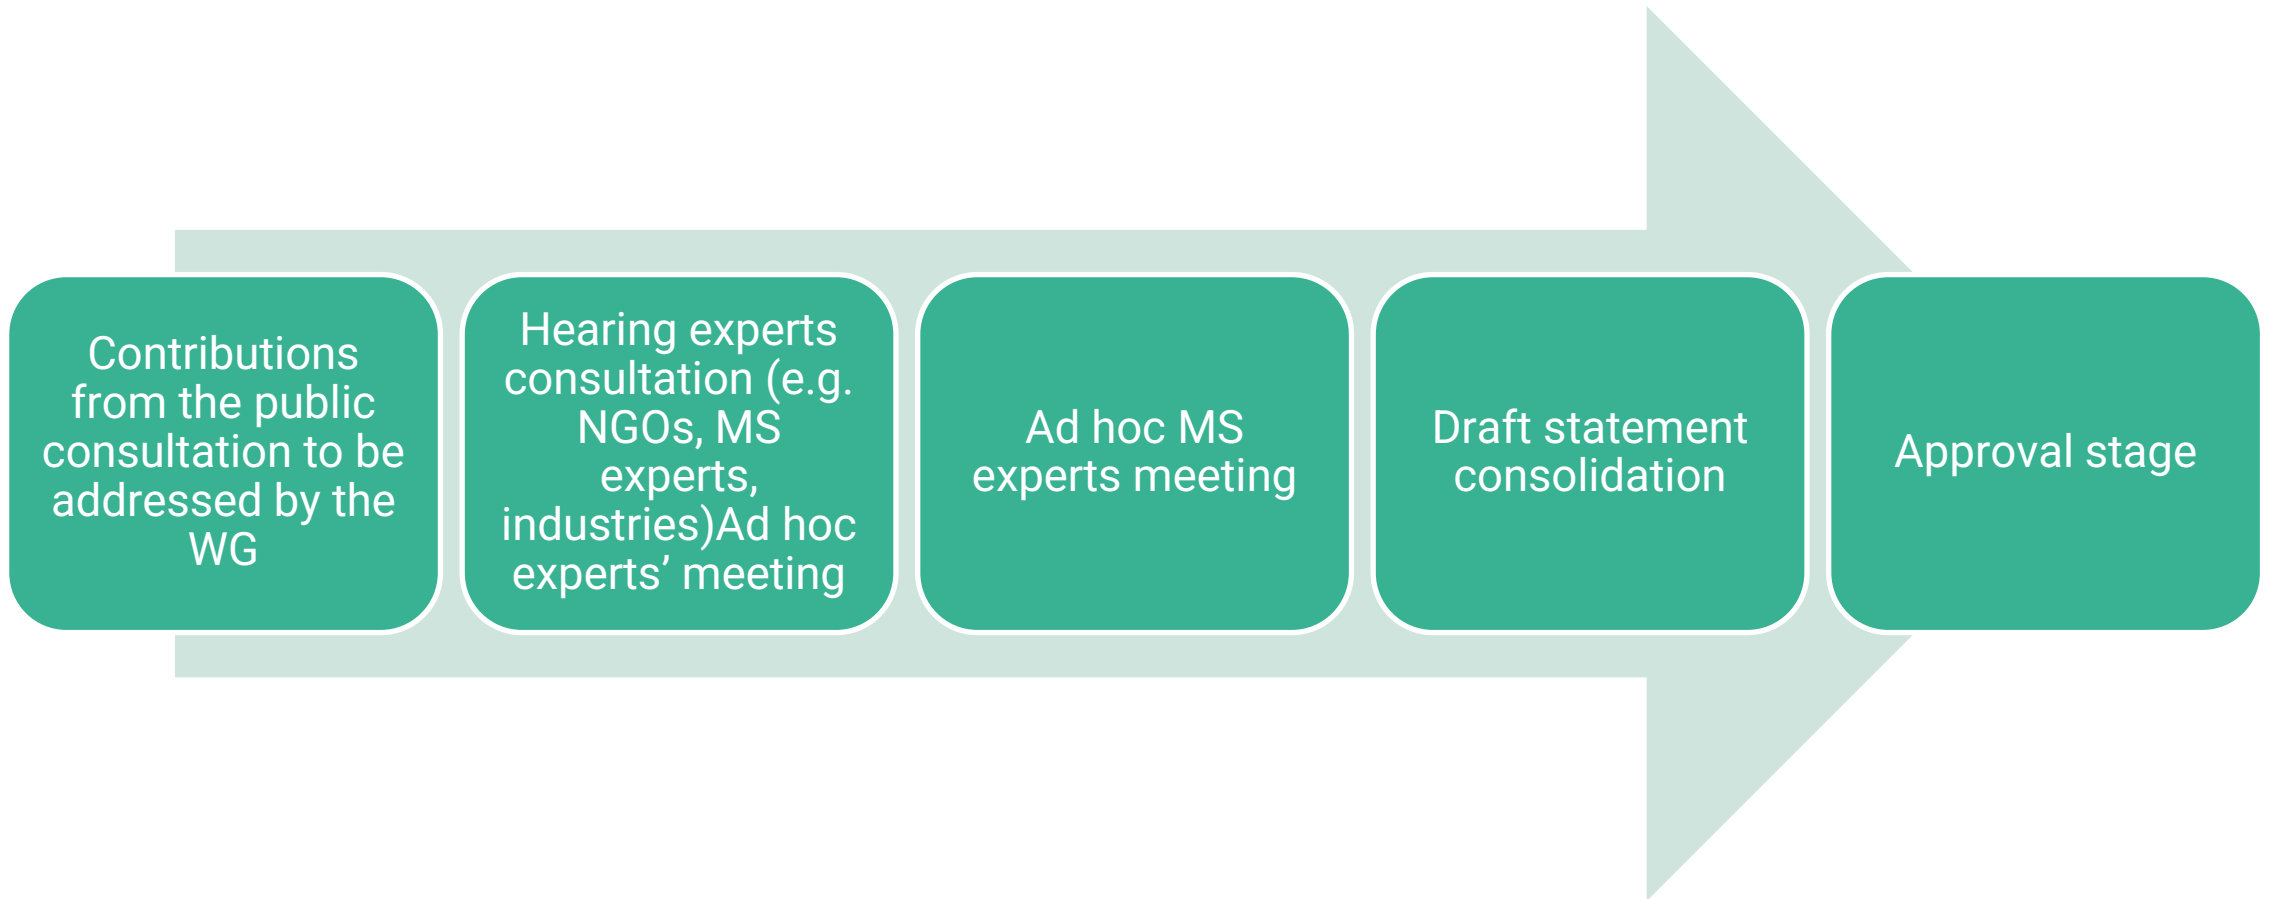 Contributions
from the public
consultation to be
addressed by the
WG
Hearing experts
consultation (e.g.
NGOs, MS
experts,
industries)Ad hoc
experts’ meeting
Ad hoc MS
experts meeting
Draft statement
consolidation
Approval stage